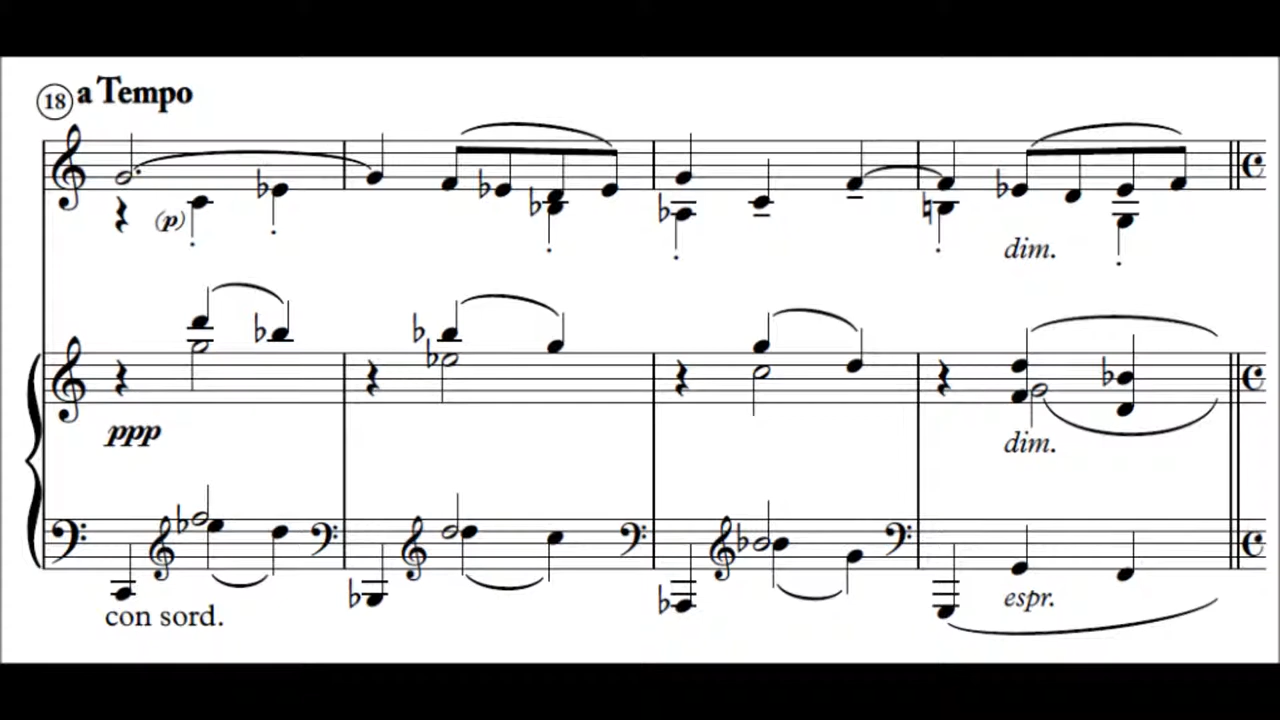 18 a Tempo
(p)
dim.
ppp
dim.
con sord.
espr.